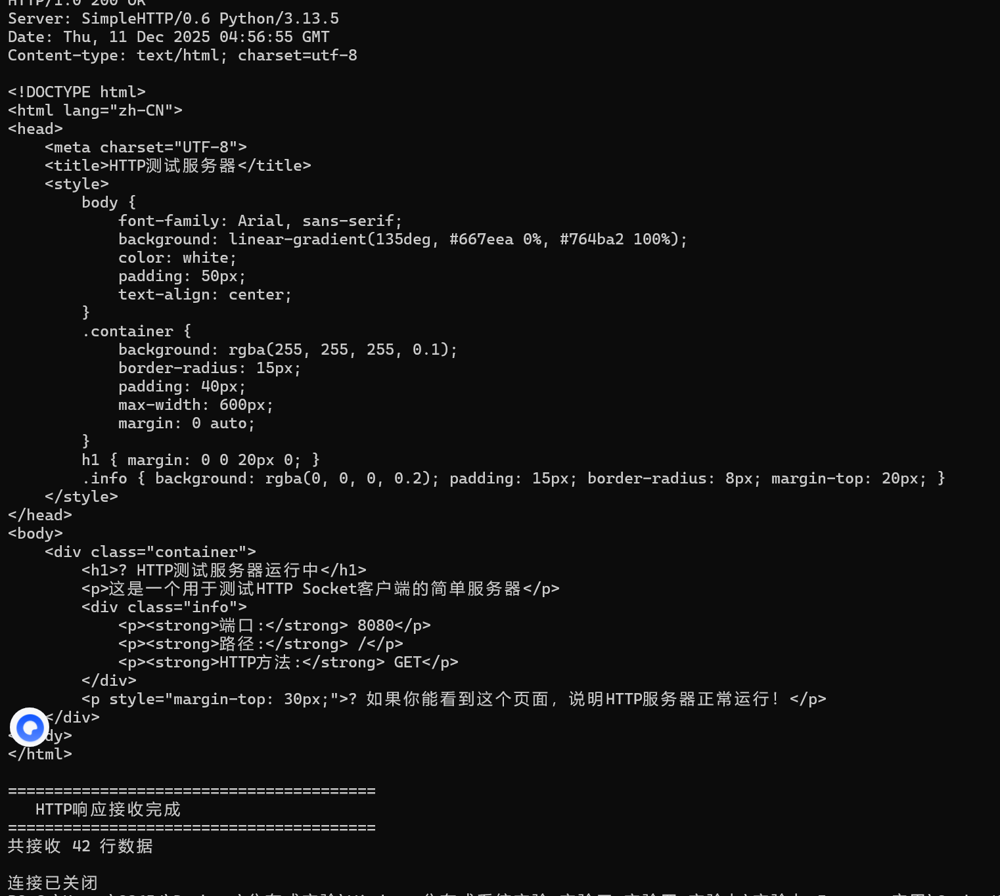 HTTP/1.0 200 OK
Server: SimpleHTTP/0.6 Python/3.13.5
Date: Thu, 11 Dec 2025 04:56:55 GMT
Content-type: text/html; charset=utf-8
<!DOCTYPE html>
<html lang="zh-CN">
<head>
    <meta charset="UTF-8">
    <title>HTTP测试服务器</title>
    <style>
        body {
            font-family: Arial, sans-serif;
            background: linear-gradient(135deg, #667eea 0%, #764ba2 100%);
            color: white;
            padding: 50px;
            text-align: center;
        }
        .container {
            background: rgba(255, 255, 255, 0.1);
            border-radius: 15px;
            padding: 40px;
            max-width: 600px;
            margin: 0 auto;
        }
        h1 { margin: 0 0 20px 0; }
        .info { background: rgba(0, 0, 0, 0.2); padding: 15px; border-radius: 8px; margin-top: 20px; }
    </style>
</head>
<body>
    <div class="container">
        <h1>? HTTP测试服务器运行中</h1>
        <p>这是一个用于测试HTTP Socket客户端的简单服务器</p>
        <div class="info">
            <p><strong>端口:</strong> 8080</p>
            <p><strong>路径:</strong> /</p>
            <p><strong>HTTP方法:</strong> GET</p>
        </div>
        <p style="margin-top: 30px;">? 如果你能看到这个页面，说明HTTP服务器正常运行！</p>
    </div>
<dy>
</html>
========================================
   HTTP响应接收完成
========================================
共接收 42 行数据
连接已关闭